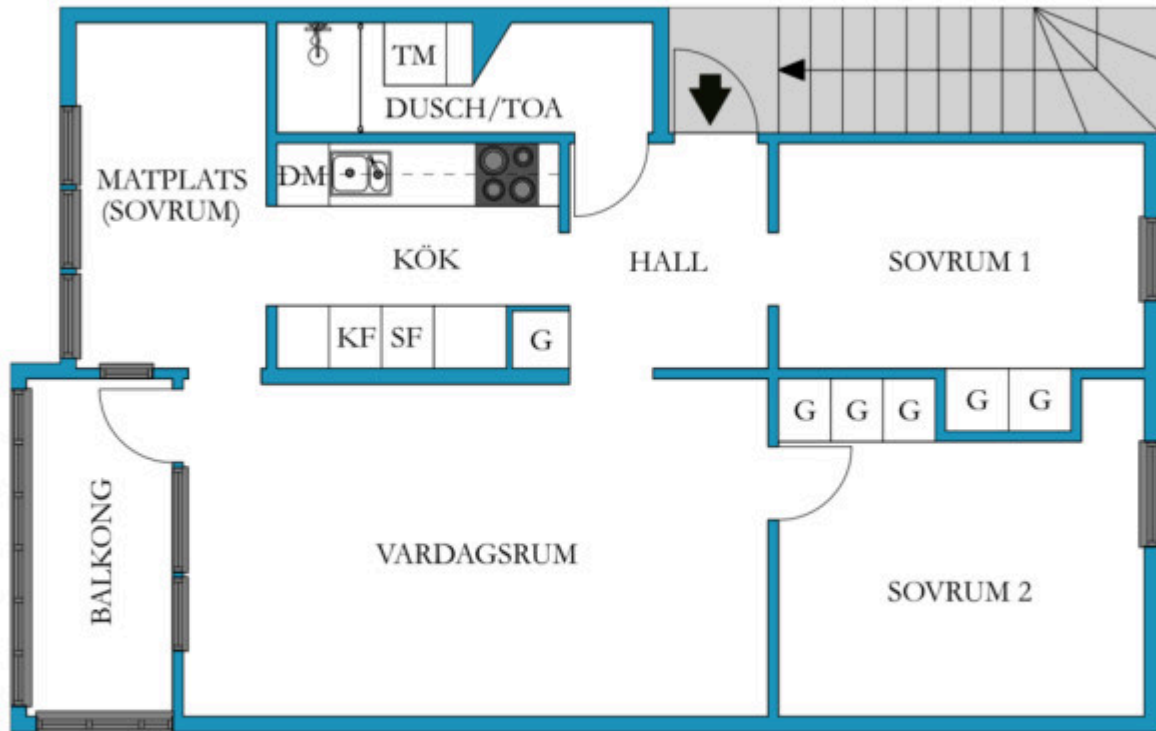 TM
DUSCH/TOA
DM
MATPLATS
(SOVRUM)
KÖK
HALL
SOVRUM 1
KF
SF
G
G
G
G
G
G
BALKONG
VARDAGSRUM
SOVRUM 2